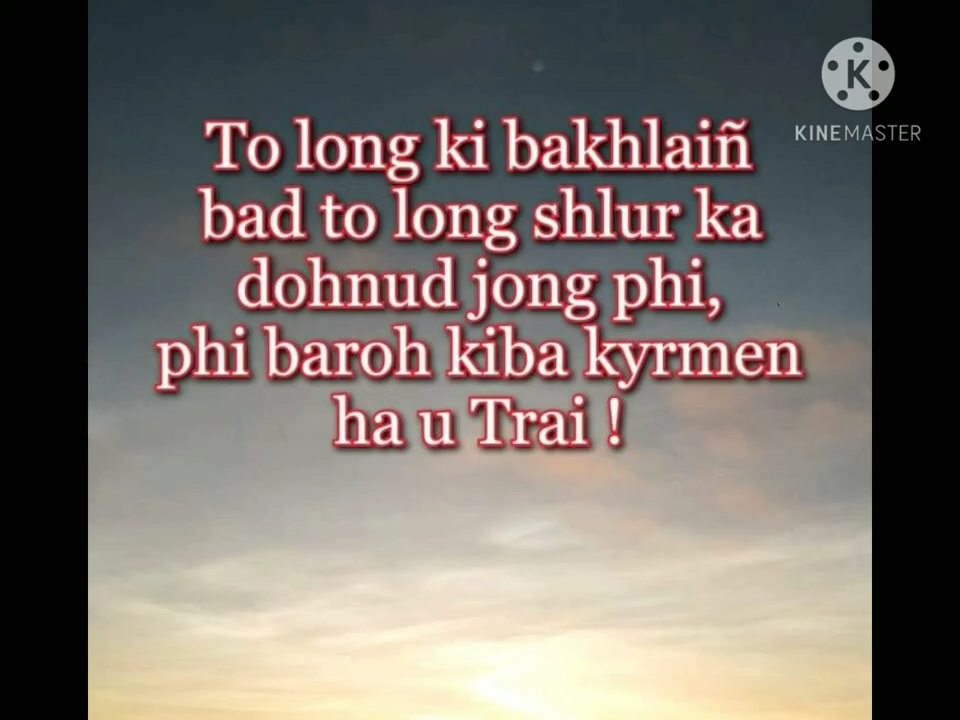 To long ki bakhlaiñ
bad to long shlur ka
dohnud jong phi,
phi baroh kiba kyrmen
ha u Trai !
K
KINEMASTER